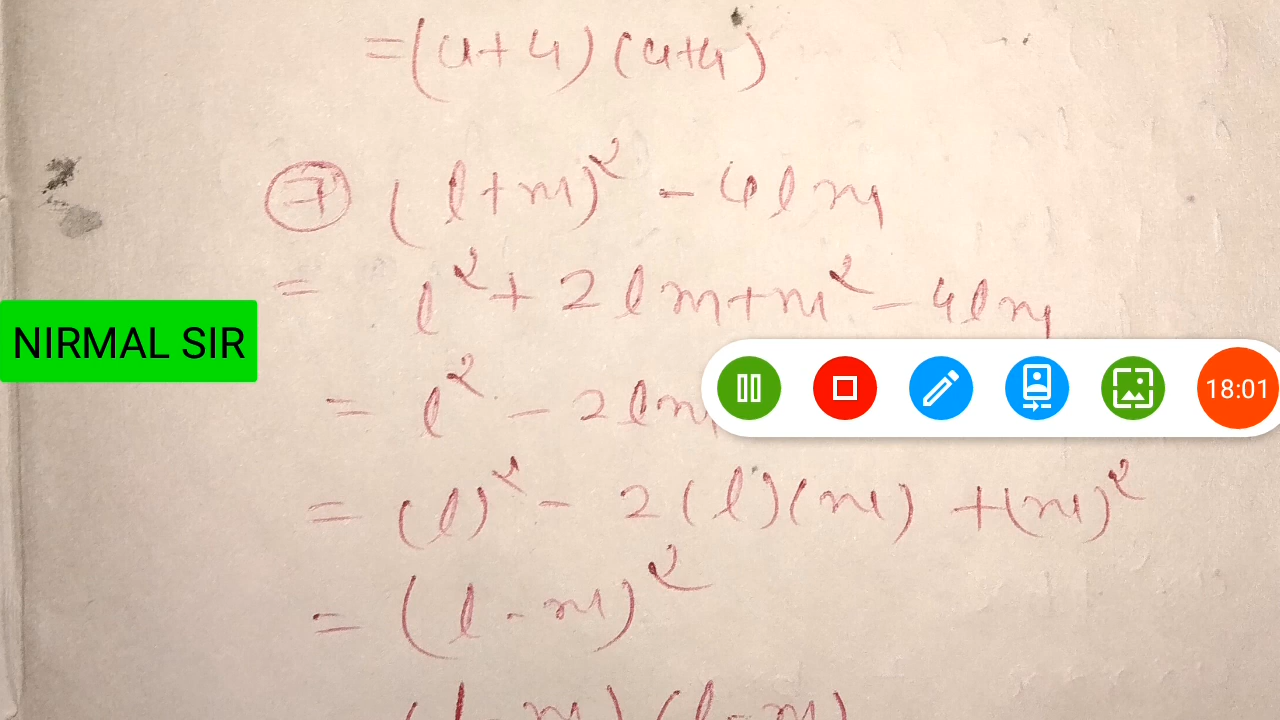 =(a+4)(a+4)
⑦ (l+m)² - 4lm
= l² + 2lm+m² - 4lm
NIRMAL SIR
= l² - 2lm
18:01
= (l)² - 2(l)(m) +(m)²
= (l-m)²
(l-m)(l-m)